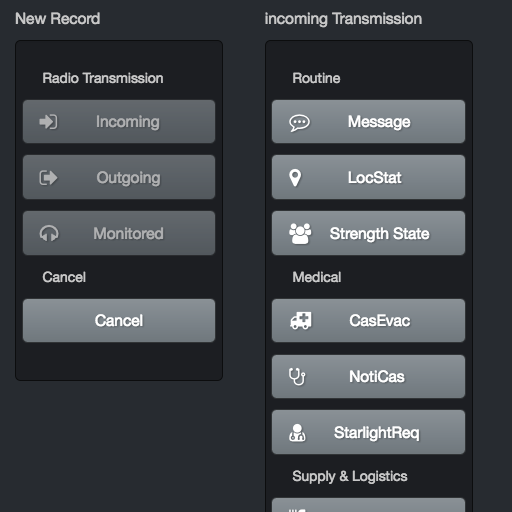 New Record
Radio Transmission
Incoming
Outgoing
Monitored
Cancel
Cancel
incoming Transmission
Routine
Message
LocStat
Strength State
Medical
CasEvac
NotiCas
StarlightReq
Supply & Logistics